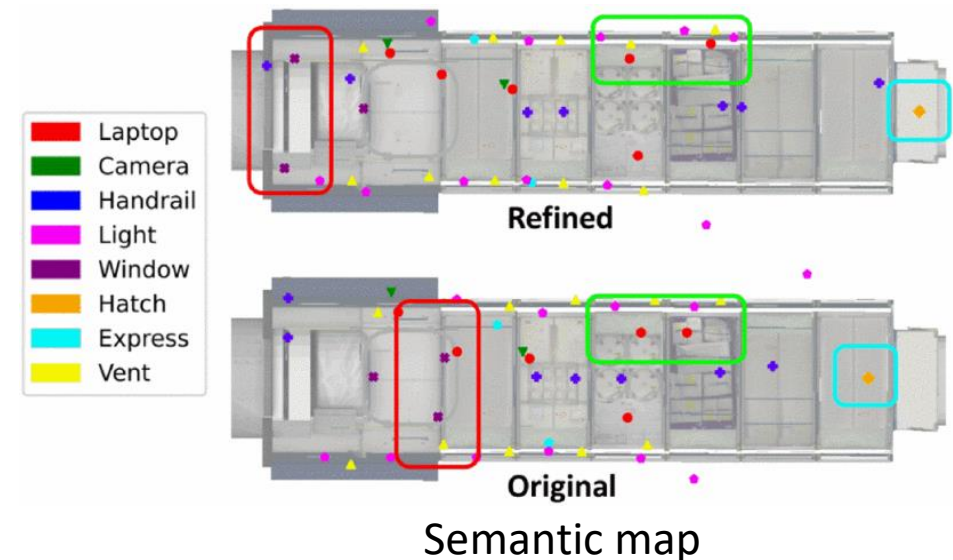 Laptop
Camera
Handrail
Light
Window
Hatch
Express
Vent
Refined
Original
Semantic map